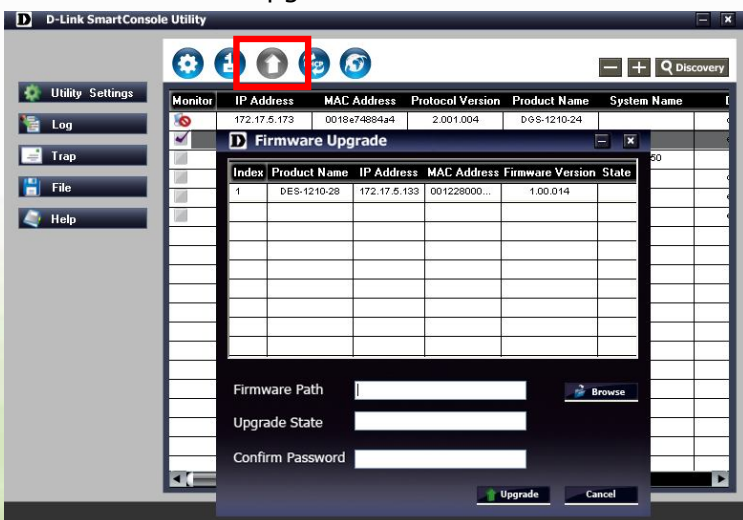 D-Link SmartConsole Utility
Discovery
Utility Settings
Log
Trap
File
Help
Monitor IP Address MAC Address Protocol Version Product Name System Name
172.17.5.173 0018e74884a4 2.001.004 DGS-1210-24
50
Firmware Upgrade
Index Product Name IP Address MAC Address Firmware Version State
1 DES-1210-28 172.17.5.133 001228000... 1.00.014
Firmware Path
Browse
Upgrade State
Confirm Password
Upgrade Cancel